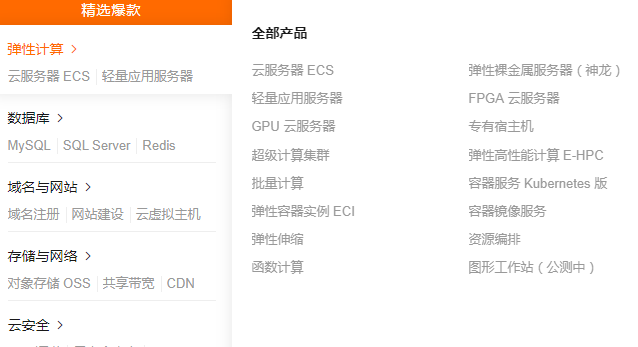 精选爆款
弹性计算
云服务器 ECS 轻量应用服务器
数据库
MySQL SQL Server Redis
域名与网站
域名注册 网站建设 云虚拟主机
存储与网络
对象存储 OSS 共享带宽 CDN
云安全
全部产品
云服务器 ECS 弹性裸金属服务器（神龙）
轻量应用服务器 FPGA 云服务器
GPU 云服务器 专有宿主机
超级计算集群 弹性高性能计算 E-HPC
批量计算 容器服务 Kubernetes 版
弹性容器实例 ECI 容器镜像服务
弹性伸缩 资源编排
函数计算 图形工作站（公测中）